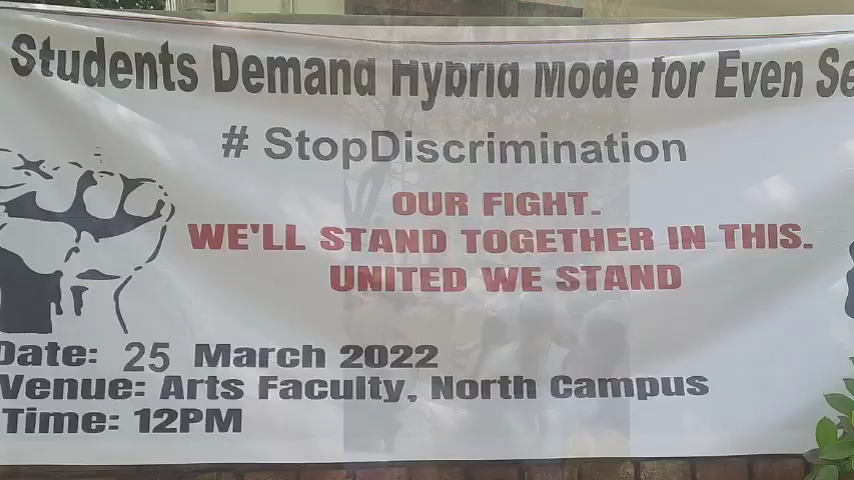 Students Demand Hybrid Mode for Even Se
# StopDiscrimination
OUR FIGHT.
WE'LL STAND TOGETHER IN THIS.
UNITED WE STAND
Date: 25 March 2022
Venue: Arts Faculty, North Campus
Time: 12PM